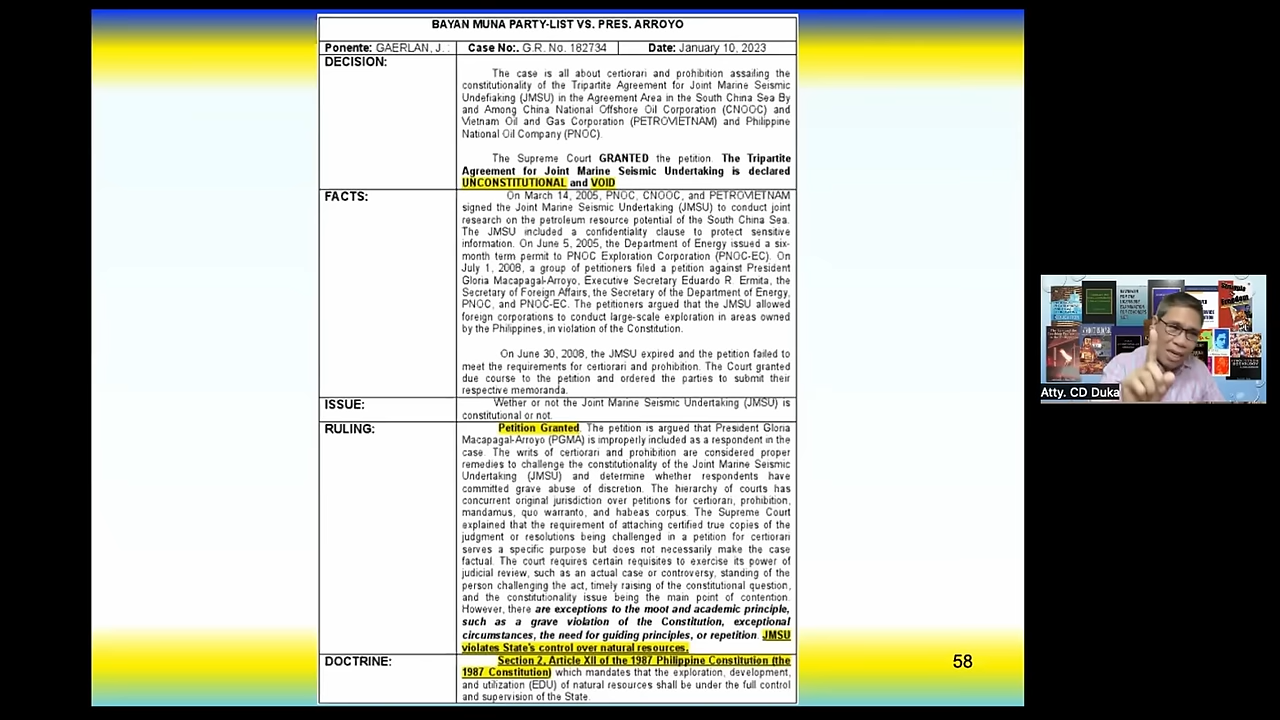 BAYAN MUNA PARTY-LIST VS. PRES. ARROYO
Ponente: GAERLAN, J. : Case No:. G.R. No. 182734 Date: January 10, 2023
DECISION:
The case is all about certiorari and prohibition assailing the
constitutionality of the Tripartite Agreement for Joint Marine Seismic
Undefiaking (JMSU) in the Agreement Area in the South China Sea By
and Among China National Offshore Oil Corporation (CNOOC) and
Vietnam Oil and Gas Corporation (PETROVIETNAM) and Philippine
National Oil Company (PNOC).
The Supreme Court GRANTED the petition. The Tripartite
Agreement for Joint Marine Seismic Undertaking is declared
UNCONSTITUTIONAL and VOID
FACTS:
On March 14, 2005, PNOC, CNOOC, and PETROVIETNAM
signed the Joint Marine Seismic Undertaking (JMSU) to conduct joint
research on the petroleum resource potential of the South China Sea.
The JMSU included a confidentiality clause to protect sensitive
information. On June 5, 2005, the Department of Energy issued a six-
month term permit to PNOC Exploration Corporation (PNOC-EC). On
July 1, 2008, a group of petitioners filed a petition against President
Gloria Macapagal-Arroyo, Executive Secretary Eduardo R. Ermita, the
Secretary of Foreign Affairs, the Secretary of the Department of Energy,
PNOC, and PNOC-EC. The petitioners argued that the JMSU allowed
foreign corporations to conduct large-scale exploration in areas owned
by the Philippines, in violation of the Constitution.
On June 30, 2008, the JMSU expired and the petition failed to
meet the requirements for certiorari and prohibition. The Court granted
due course to the petition and ordered the parties to submit their
respective memoranda.
ISSUE:
Wether or not the Joint Marine Seismic Undertaking (JMSU) is
constitutional or not.
RULING:
Petition Granted. The petition is argued that President Gloria
Macapagal-Arroyo (PGMA) is improperly included as a respondent in the
case. The writs of certiorari and prohibition are considered proper
remedies to challenge the constitutionality of the Joint Marine Seismic
Undertaking (JMSU) and determine whether respondents have
committed grave abuse of discretion. The hierarchy of courts has
concurrent original jurisdiction over petitions for certiorari, prohibition,
mandamus, quo warranto, and habeas corpus. The Supreme Court
explained that the requirement of attaching certified true copies of the
judgment or resolutions being challenged in a petition for certiorari
serves a specific purpose but does not necessarily make the case
factual. The court requires certain requisites to exercise its power of
judicial review, such as an actual case or controversy, standing of the
person challenging the act, timely raising of the constitutional question,
and the constitutionality issue being the main point of contention.
However, there are exceptions to the moot and academic principle,
such as a grave violation of the Constitution, exceptional
circumstances, the need for guiding principles, or repetition. JMSU
violates State's control over natural resources.
DOCTRINE:
Section 2, Article XII of the 1987 Philippine Constitution (the
1987 Constitution) which mandates that the exploration, development,
and utilization (EDU) of natural resources shall be under the full control
and supervision of the State.
58
Atty. CD Duka